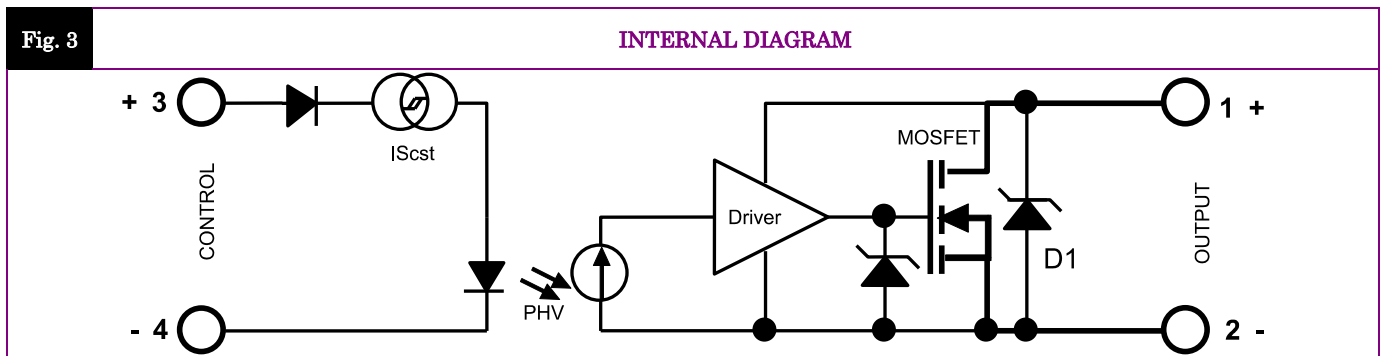 Fig. 3
INTERNAL DIAGRAM
+ 3
IScst
CONTROL
- 4
PHV
Driver
MOSFET
D1
1 +
OUTPUT
2 -